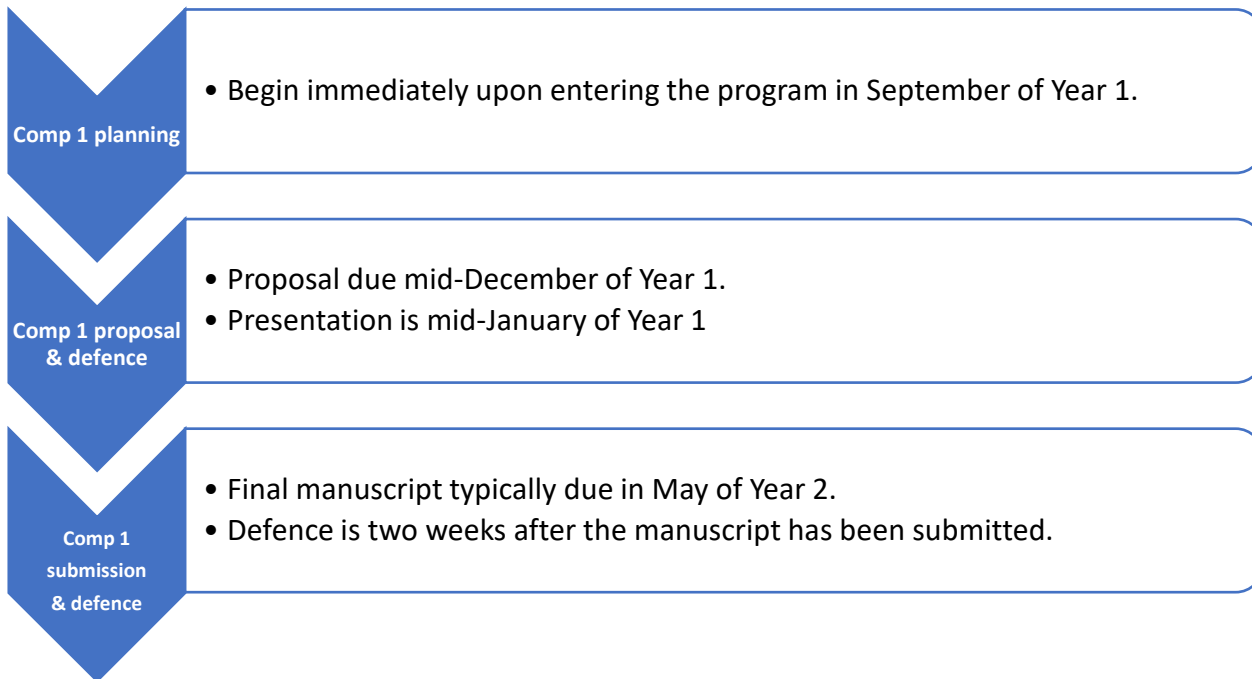 Comp 1 planning
• Begin immediately upon entering the program in September of Year 1.
Comp 1 proposal
& defence
• Proposal due mid-December of Year 1.
• Presentation is mid-January of Year 1
Comp 1
submission
& defence
• Final manuscript typically due in May of Year 2.
• Defence is two weeks after the manuscript has been submitted.